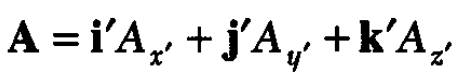 𝐀 = 𝐢′A_{x′} + 𝐣′A_{y′} + 𝐤′A_{z′}